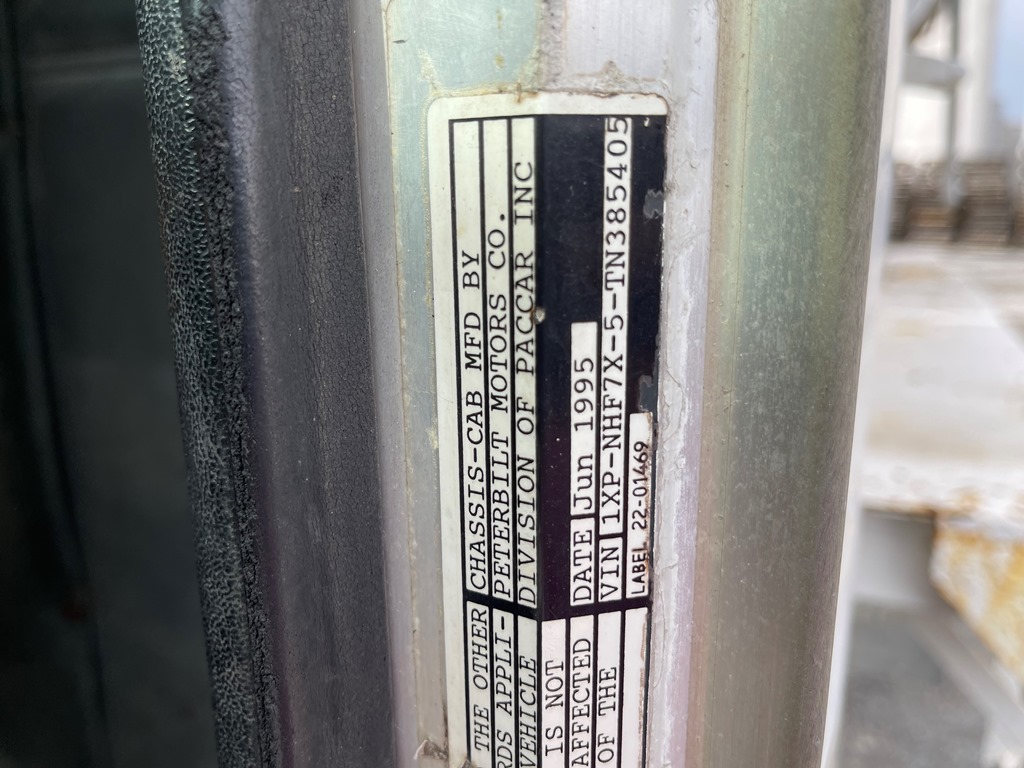 CHASSIS-CAB MFD BY
PETERBILT MOTORS CO.
DIVISION OF PACCAR INC
DATE Jun 1995
VIN 1XP-NHF7X-5-TN385405
LABEL 22-01469
THE OTHER
RDS APPLI-
VEHICLE
IS NOT
AFFECTED
OF THE